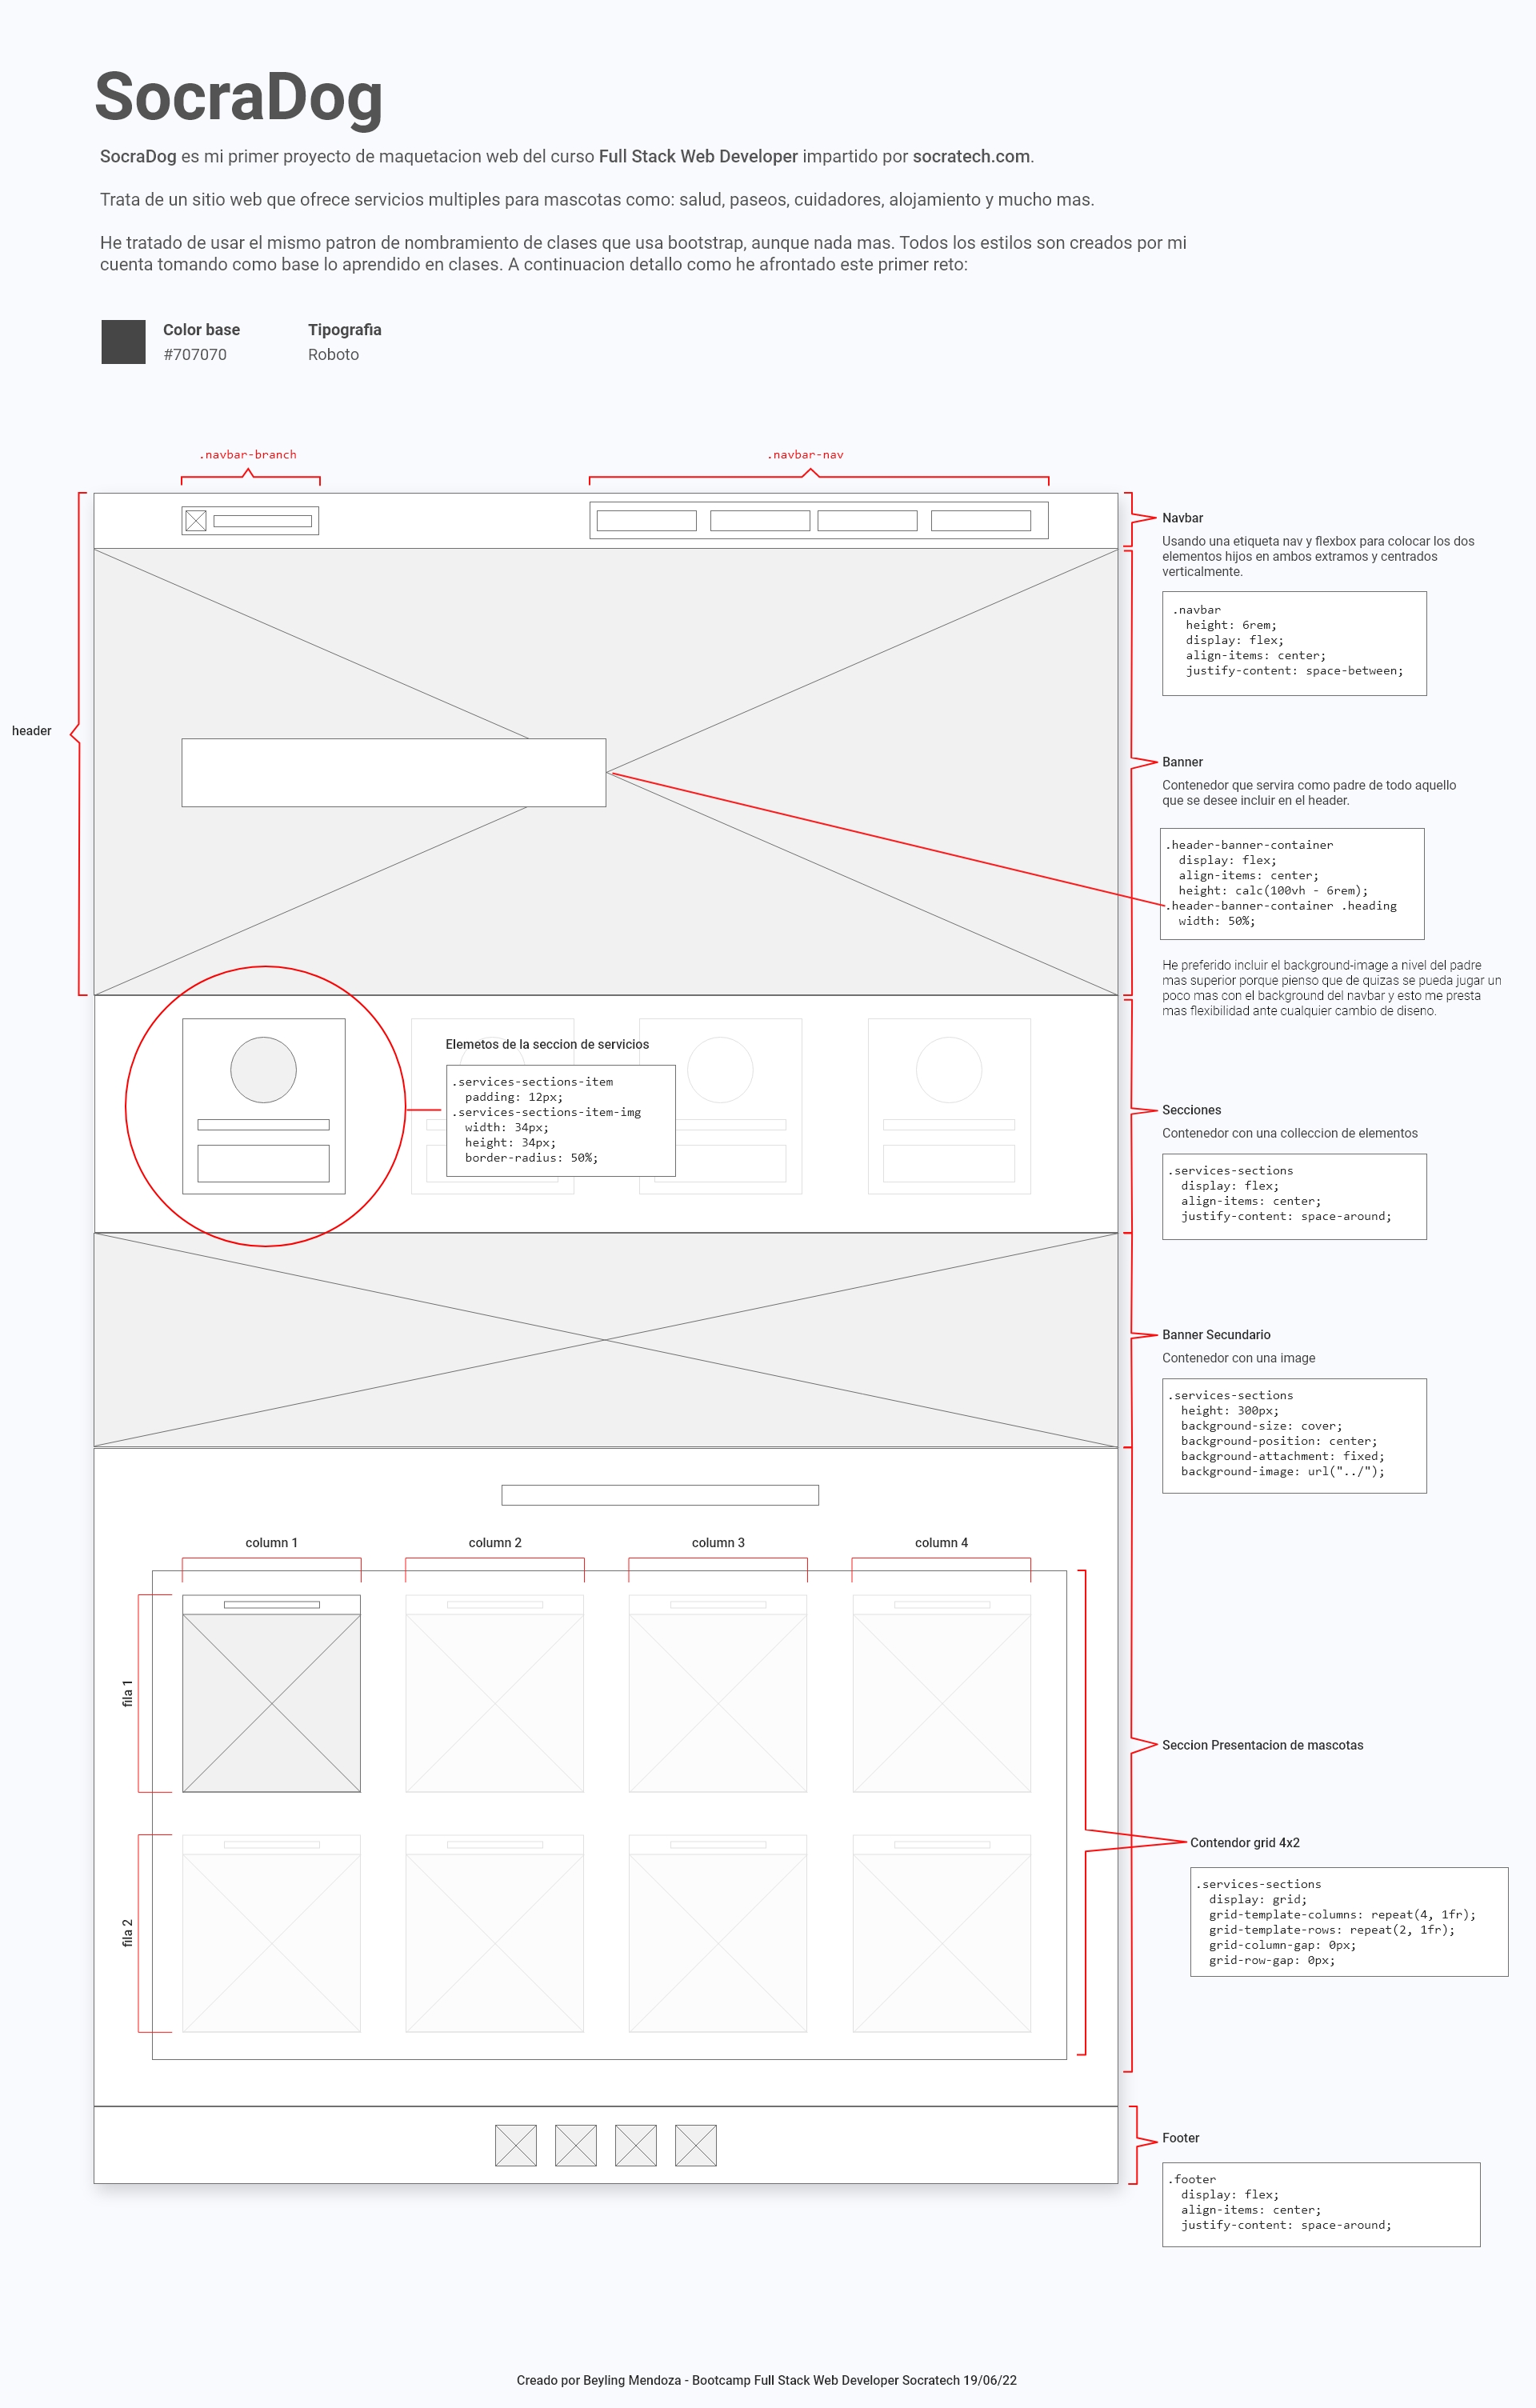 SocraDog
SocraDog es mi primer proyecto de maquetacion web del curso Full Stack Web Developer impartido por socratech.com.
Trata de un sitio web que ofrece servicios multiples para mascotas como: salud, paseos, cuidadores, alojamiento y mucho mas.
He tratado de usar el mismo patron de nombramiento de clases que usa bootstrap, aunque nada mas. Todos los estilos son creados por mi
cuenta tomando como base lo aprendido en clases. A continuacion detallo como he afrontado este primer reto:
Color base
#707070
Tipografia
Roboto
.navbar-branch
.navbar-nav
header
Navbar
Usando una etiqueta nav y flexbox para colocar los dos
elementos hijos en ambos extramos y centrados
verticalmente.
.navbar
height: 6rem;
display: flex;
align-items: center;
justify-content: space-between;
Banner
Contenedor que servira como padre de todo aquello
que se desee incluir en el header.
.header-banner-container
display: flex;
align-items: center;
height: calc(100vh - 6rem);
.header-banner-container .heading
width: 50%;
He preferido incluir el background-image a nivel del padre
mas superior porque pienso que de quizas se pueda jugar un
poco mas con el background del navbar y esto me presta
mas flexibilidad ante cualquier cambio de diseno.
Elemetos de la seccion de servicios
.services-sections-item
padding: 12px;
.services-sections-item-img
width: 34px;
height: 34px;
border-radius: 50%;
Secciones
Contenedor con una colleccion de elementos
.services-sections
display: flex;
align-items: center;
justify-content: space-around;
Banner Secundario
Contenedor con una image
.services-sections
height: 300px;
background-size: cover;
background-position: center;
background-attachment: fixed;
background-image: url("../");
column 1
column 2
column 3
column 4
fila 1
fila 2
Seccion Presentacion de mascotas
Contendor grid 4x2
.services-sections
display: grid;
grid-template-columns: repeat(4, 1fr);
grid-template-rows: repeat(2, 1fr);
grid-column-gap: 0px;
grid-row-gap: 0px;
Footer
.footer
display: flex;
align-items: center;
justify-content: space-around;
Creado por Beyling Mendoza - Bootcamp Full Stack Web Developer Socratech 19/06/22